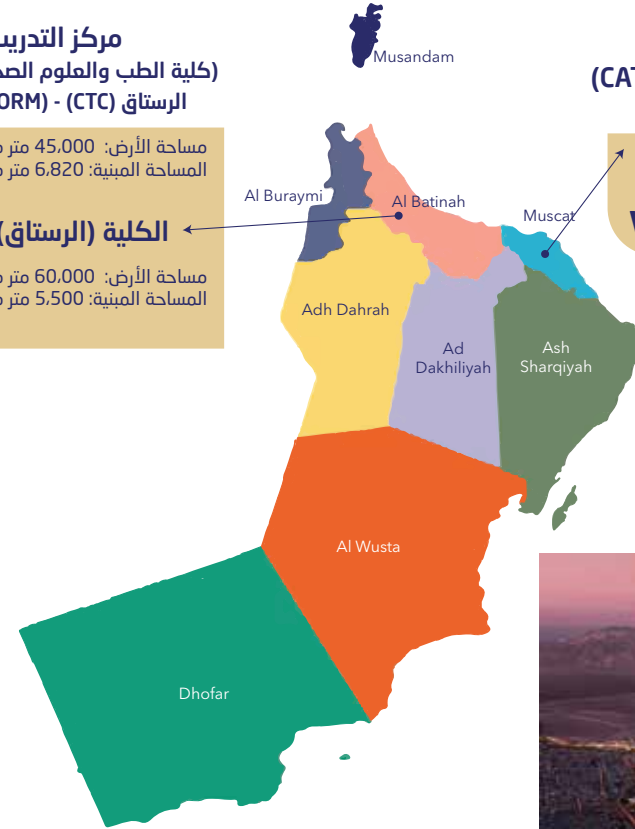 مركز التدريب
(كلية الطب والعلوم
الرستاق (CTC) - (ORM
مساحة الأرض: 45,000 متر
المساحة المبنية: 6,820 متر
الكلية (الرستاق)
مساحة الأرض: 60,000 متر
المساحة المبنية: 5,500 متر
(CAT
Musandam
Al Buraymi
Al Batinah
Muscat
Adh Dahrah
Ad
Dakhiliyah
Ash
Sharqiyah
Al Wusta
Dhofar